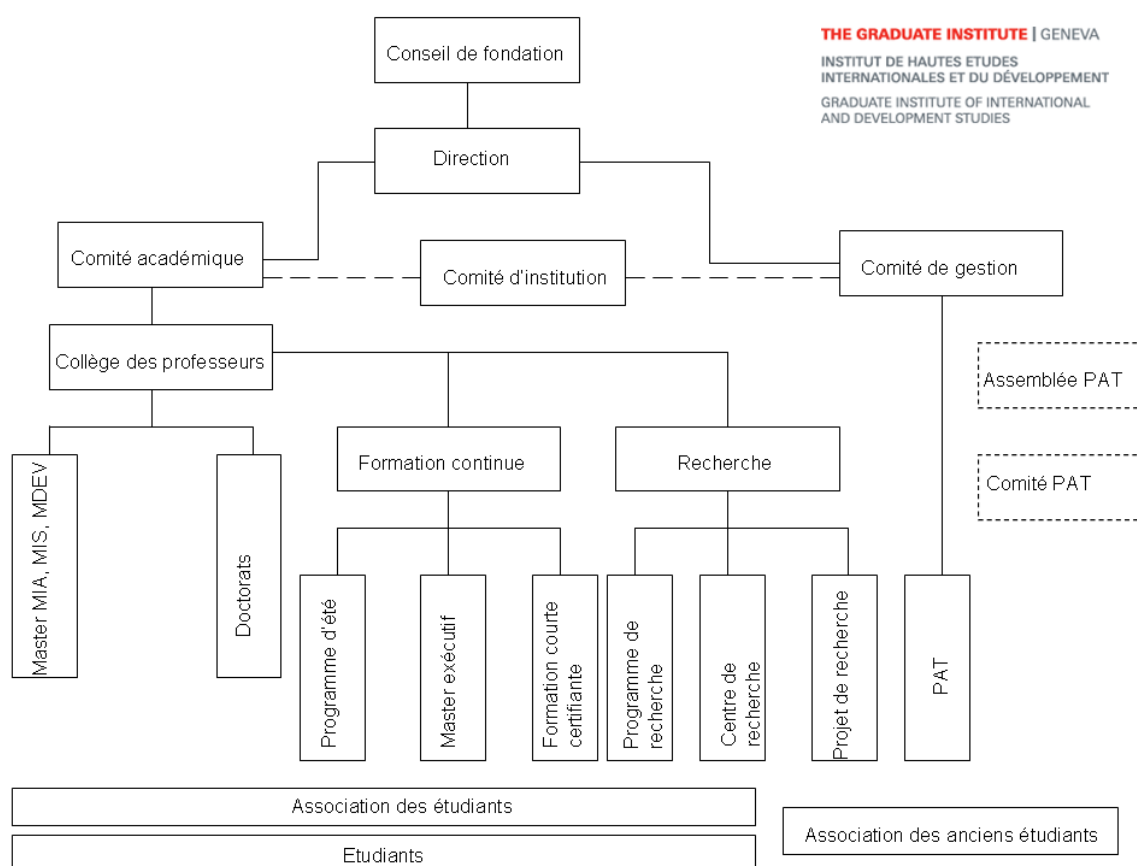 THE GRADUATE INSTITUTE | GENEVA
INSTITUT DE HAUTES ETUDES
INTERNATIONALES ET DU DÉVELOPPEMENT
GRADUATE INSTITUTE OF INTERNATIONAL
AND DEVELOPMENT STUDIES
Conseil de fondation
Direction
Comité académique
Comité d'institution
Comité de gestion
Collège des professeurs
Assemblée PAT
Formation continue
Recherche
Comité PAT
Master MIA, MIS, MDEV
Doctorats
Programme d'été
Master exécutif
Formation courte
certifiante
Programme de
recherche
Centre de
recherche
Projet de recherche
PAT
Association des étudiants
Association des anciens étudiants
Etudiants